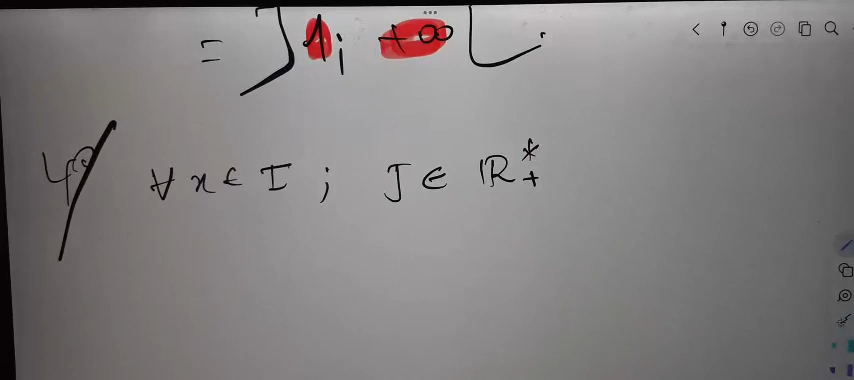 = ]1; +∞[.
4°/ ∀ x ∈ I ; J ∈ ℝ*₊